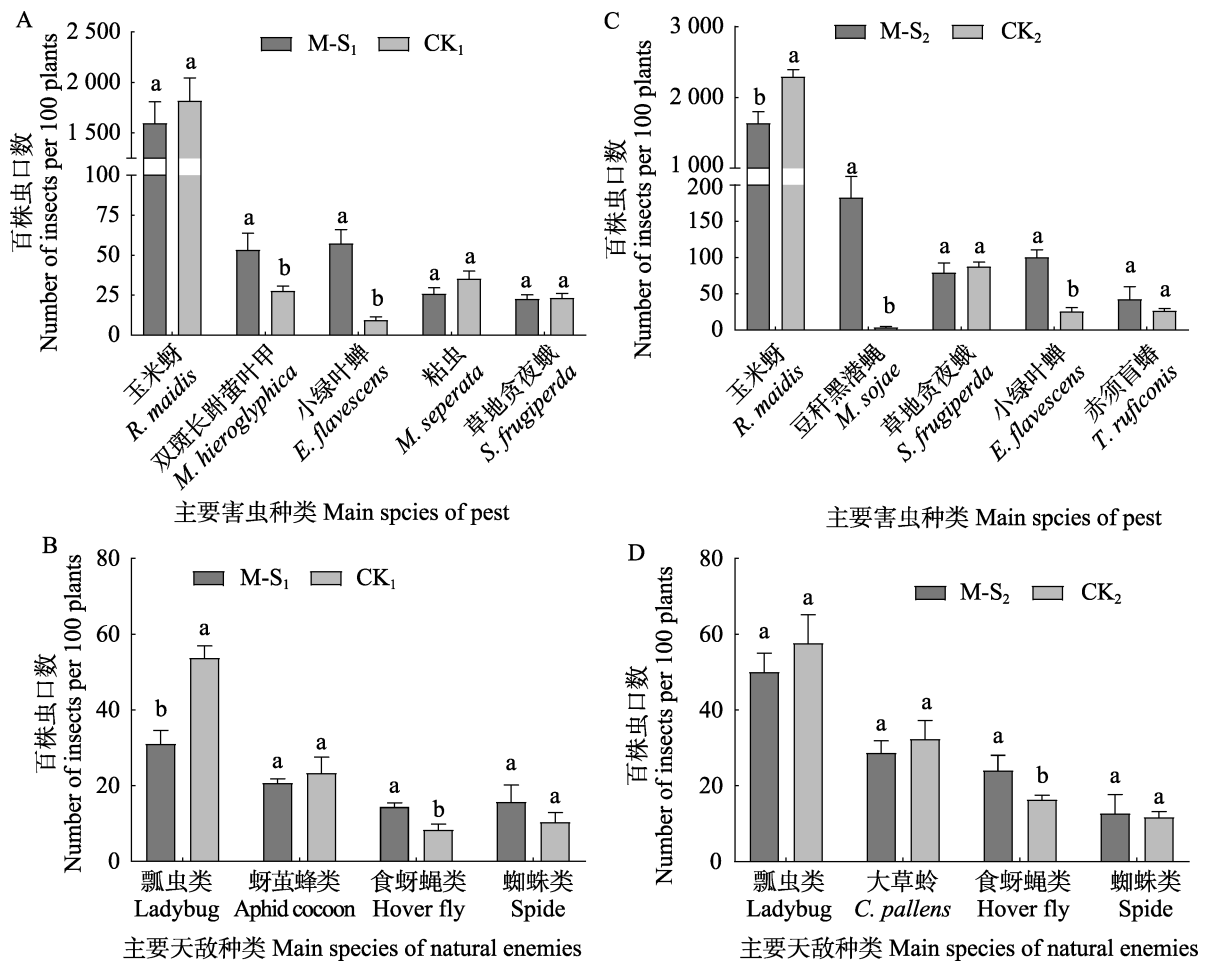 A
M-S₁ CK₁
百株虫口数
Number of insects per 100 plants
2 500
2 000
1 500
100
75
50
25
0
a a
a b
a b
a a
a a
玉米蚜
R. maidis
双斑长跗萤叶甲
M. hieroglyphica
小绿叶蝉
E. flavescens
粘虫
M. seperata
草地贪夜蛾
S. frugiperda
主要害虫种类 Main spcies of pest
C
M-S₂ CK₂
百株虫口数
Number of insects per 100 plants
3 000
2 000
1 000
200
150
100
50
0
b a
a b
a a
a b
a a
玉米蚜
R. maidis
豆秆黑潜蝇
M. sojae
草地贪夜蛾
S. frugiperda
小绿叶蝉
E. flavescens
赤须盲蝽
T. ruficonis
主要害虫种类 Main spcies of pest
B
M-S₁ CK₁
百株虫口数
Number of insects per 100 plants
80
60
40
20
0
b a
a a
a b
a a
瓢虫类
Ladybug
蚜茧蜂类
Aphid cocoon
食蚜蝇类
Hover fly
蜘蛛类
Spide
主要天敌种类 Main species of natural enemies
D
M-S₂ CK₂
百株虫口数
Number of insects per 100 plants
80
60
40
20
0
a a
a a
a b
a a
瓢虫类
Ladybug
大草蛉
C. pallens
食蚜蝇类
Hover fly
蜘蛛类
Spide
主要天敌种类 Main species of natural enemies